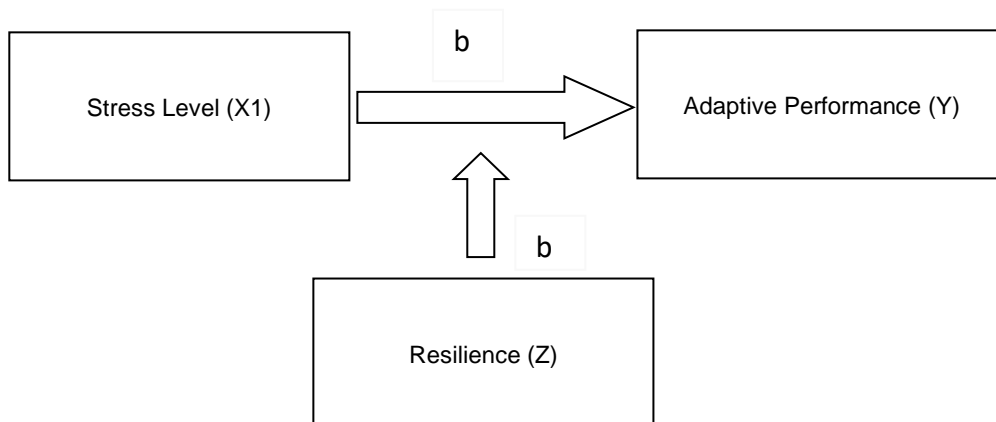 b
Stress Level (X1)
Adaptive Performance (Y)
b
Resilience (Z)